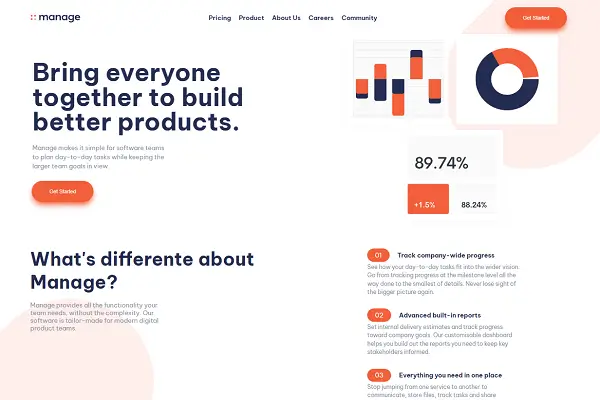 manage
Pricing Product About Us Careers Community
Get Started
Bring everyone
together to build
better products.
Manage makes it simple for software teams
to plan day-to-day tasks while keeping the
larger team goals in view.
Get Started
89.74%
+1.5% 88.24%
What's differente about
Manage?
Manage provides all the functionality your
team needs, without the complexity. Our
software is tailor-made for modern digital
product teams.
01 Track company-wide progress
See how your day-to-day tasks fit into the wider vision.
Go from tracking progress at the milestone level all the
way done to the smallest of details. Never lose sight of
the bigger picture again.
02 Advanced built-in reports
Set internal delivery estimates and track progress
toward company goals. Our customisable dashboard
helps you build out the reports you need to keep key
stakeholders informed.
03 Everything you need in one place
Stop jumping from one service to another to
communicate, store files, track tasks and share